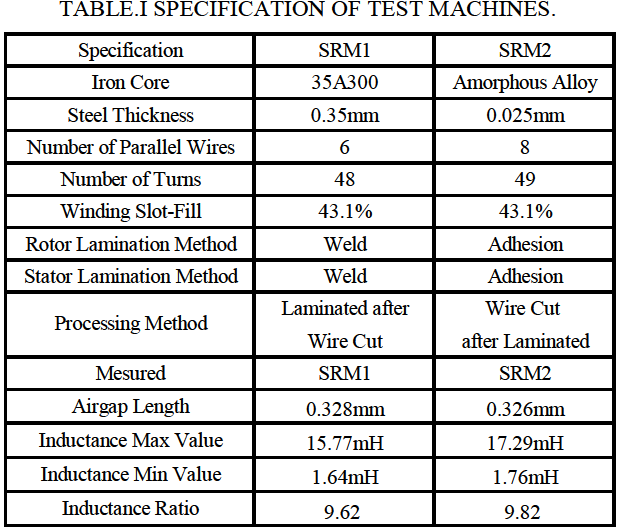 TABLE.I SPECIFICATION OF TEST MACHINES.
Specification SRM1 SRM2
Iron Core 35A300 Amorphous Alloy
Steel Thickness 0.35mm 0.025mm
Number of Parallel Wires 6 8
Number of Turns 48 49
Winding Slot-Fill 43.1% 43.1%
Rotor Lamination Method Weld Adhesion
Stator Lamination Method Weld Adhesion
Processing Method Laminated after Wire Cut
Wire Cut after Laminated
Mesured SRM1 SRM2
Airgap Length 0.328mm 0.326mm
Inductance Max Value 15.77mH 17.29mH
Inductance Min Value 1.64mH 1.76mH
Inductance Ratio 9.62 9.82